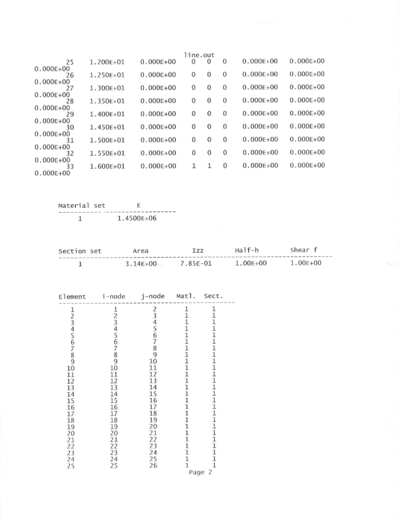 line.out
25 1.200E+01 0.000E+00 0 0 0 0.000E+00 0.000E+00
0.000E+00
26 1.250E+01 0.000E+00 0 0 0 0.000E+00 0.000E+00
0.000E+00
27 1.300E+01 0.000E+00 0 0 0 0.000E+00 0.000E+00
0.000E+00
28 1.350E+01 0.000E+00 0 0 0 0.000E+00 0.000E+00
0.000E+00
29 1.400E+01 0.000E+00 0 0 0 0.000E+00 0.000E+00
0.000E+00
30 1.450E+01 0.000E+00 0 0 0 0.000E+00 0.000E+00
0.000E+00
31 1.500E+01 0.000E+00 0 0 0 0.000E+00 0.000E+00
0.000E+00
32 1.550E+01 0.000E+00 0 0 0 0.000E+00 0.000E+00
0.000E+00
33 1.600E+01 0.000E+00 1 1 0 0.000E+00 0.000E+00
0.000E+00
Material set E
1 1.4500E+06
Section set Area Izz Half-h Shear f
1 3.14E+00 7.85E-01 1.00E+00 1.00E+00
Element i-node j-node Matl. Sect.
1 1 2 1 1
2 2 3 1 1
3 3 4 1 1
4 4 5 1 1
5 5 6 1 1
6 6 7 1 1
7 7 8 1 1
8 8 9 1 1
9 9 10 1 1
10 10 11 1 1
11 11 12 1 1
12 12 13 1 1
13 13 14 1 1
14 14 15 1 1
15 15 16 1 1
16 16 17 1 1
17 17 18 1 1
18 18 19 1 1
19 19 20 1 1
20 20 21 1 1
21 21 22 1 1
22 22 23 1 1
23 23 24 1 1
24 24 25 1 1
25 25 26 1 1
Page 2